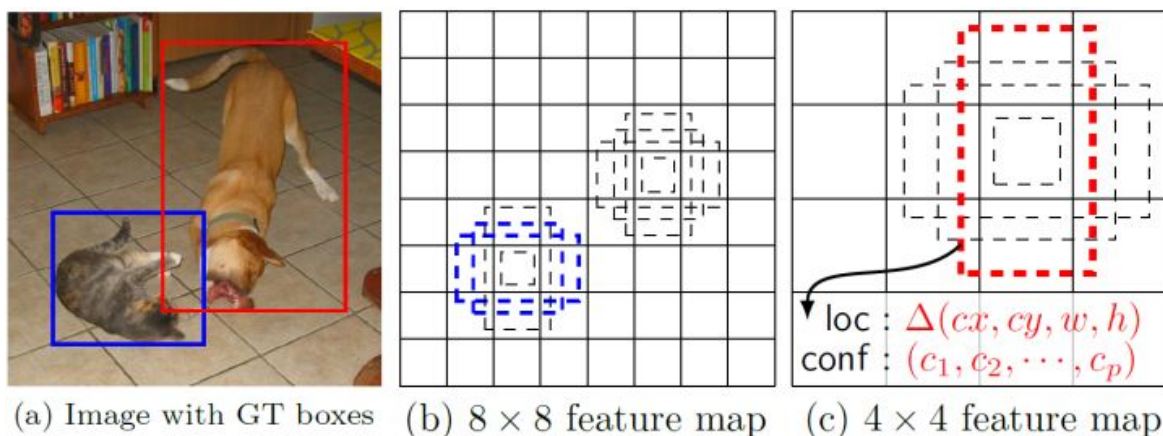 loc : Δ(cx, cy, w, h)
conf : (c₁, c₂, ⋯, cₚ)
(a) Image with GT boxes
(b) 8 × 8 feature map
(c) 4 × 4 feature map